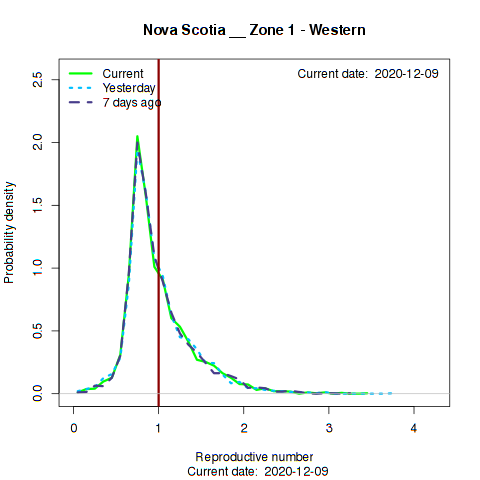 Nova Scotia __ Zone 1 - Western
Current
Current date:  2020-12-09
Yesterday
7 days ago
Probability density
2.5
2.0
1.5
1.0
0.5
0.0
0 1 2 3 4
Reproductive number
Current date:  2020-12-09